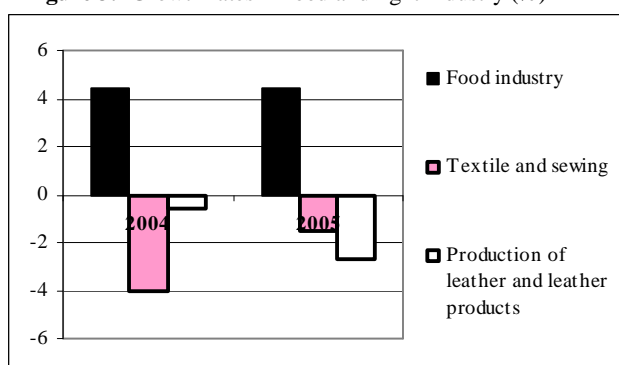 Figure Growth rates in food and light industry (%)
6
4
2
0
-2
-4
-6
2004
2005
Food industry
Textile and sewing
Production of
leather and leather
products